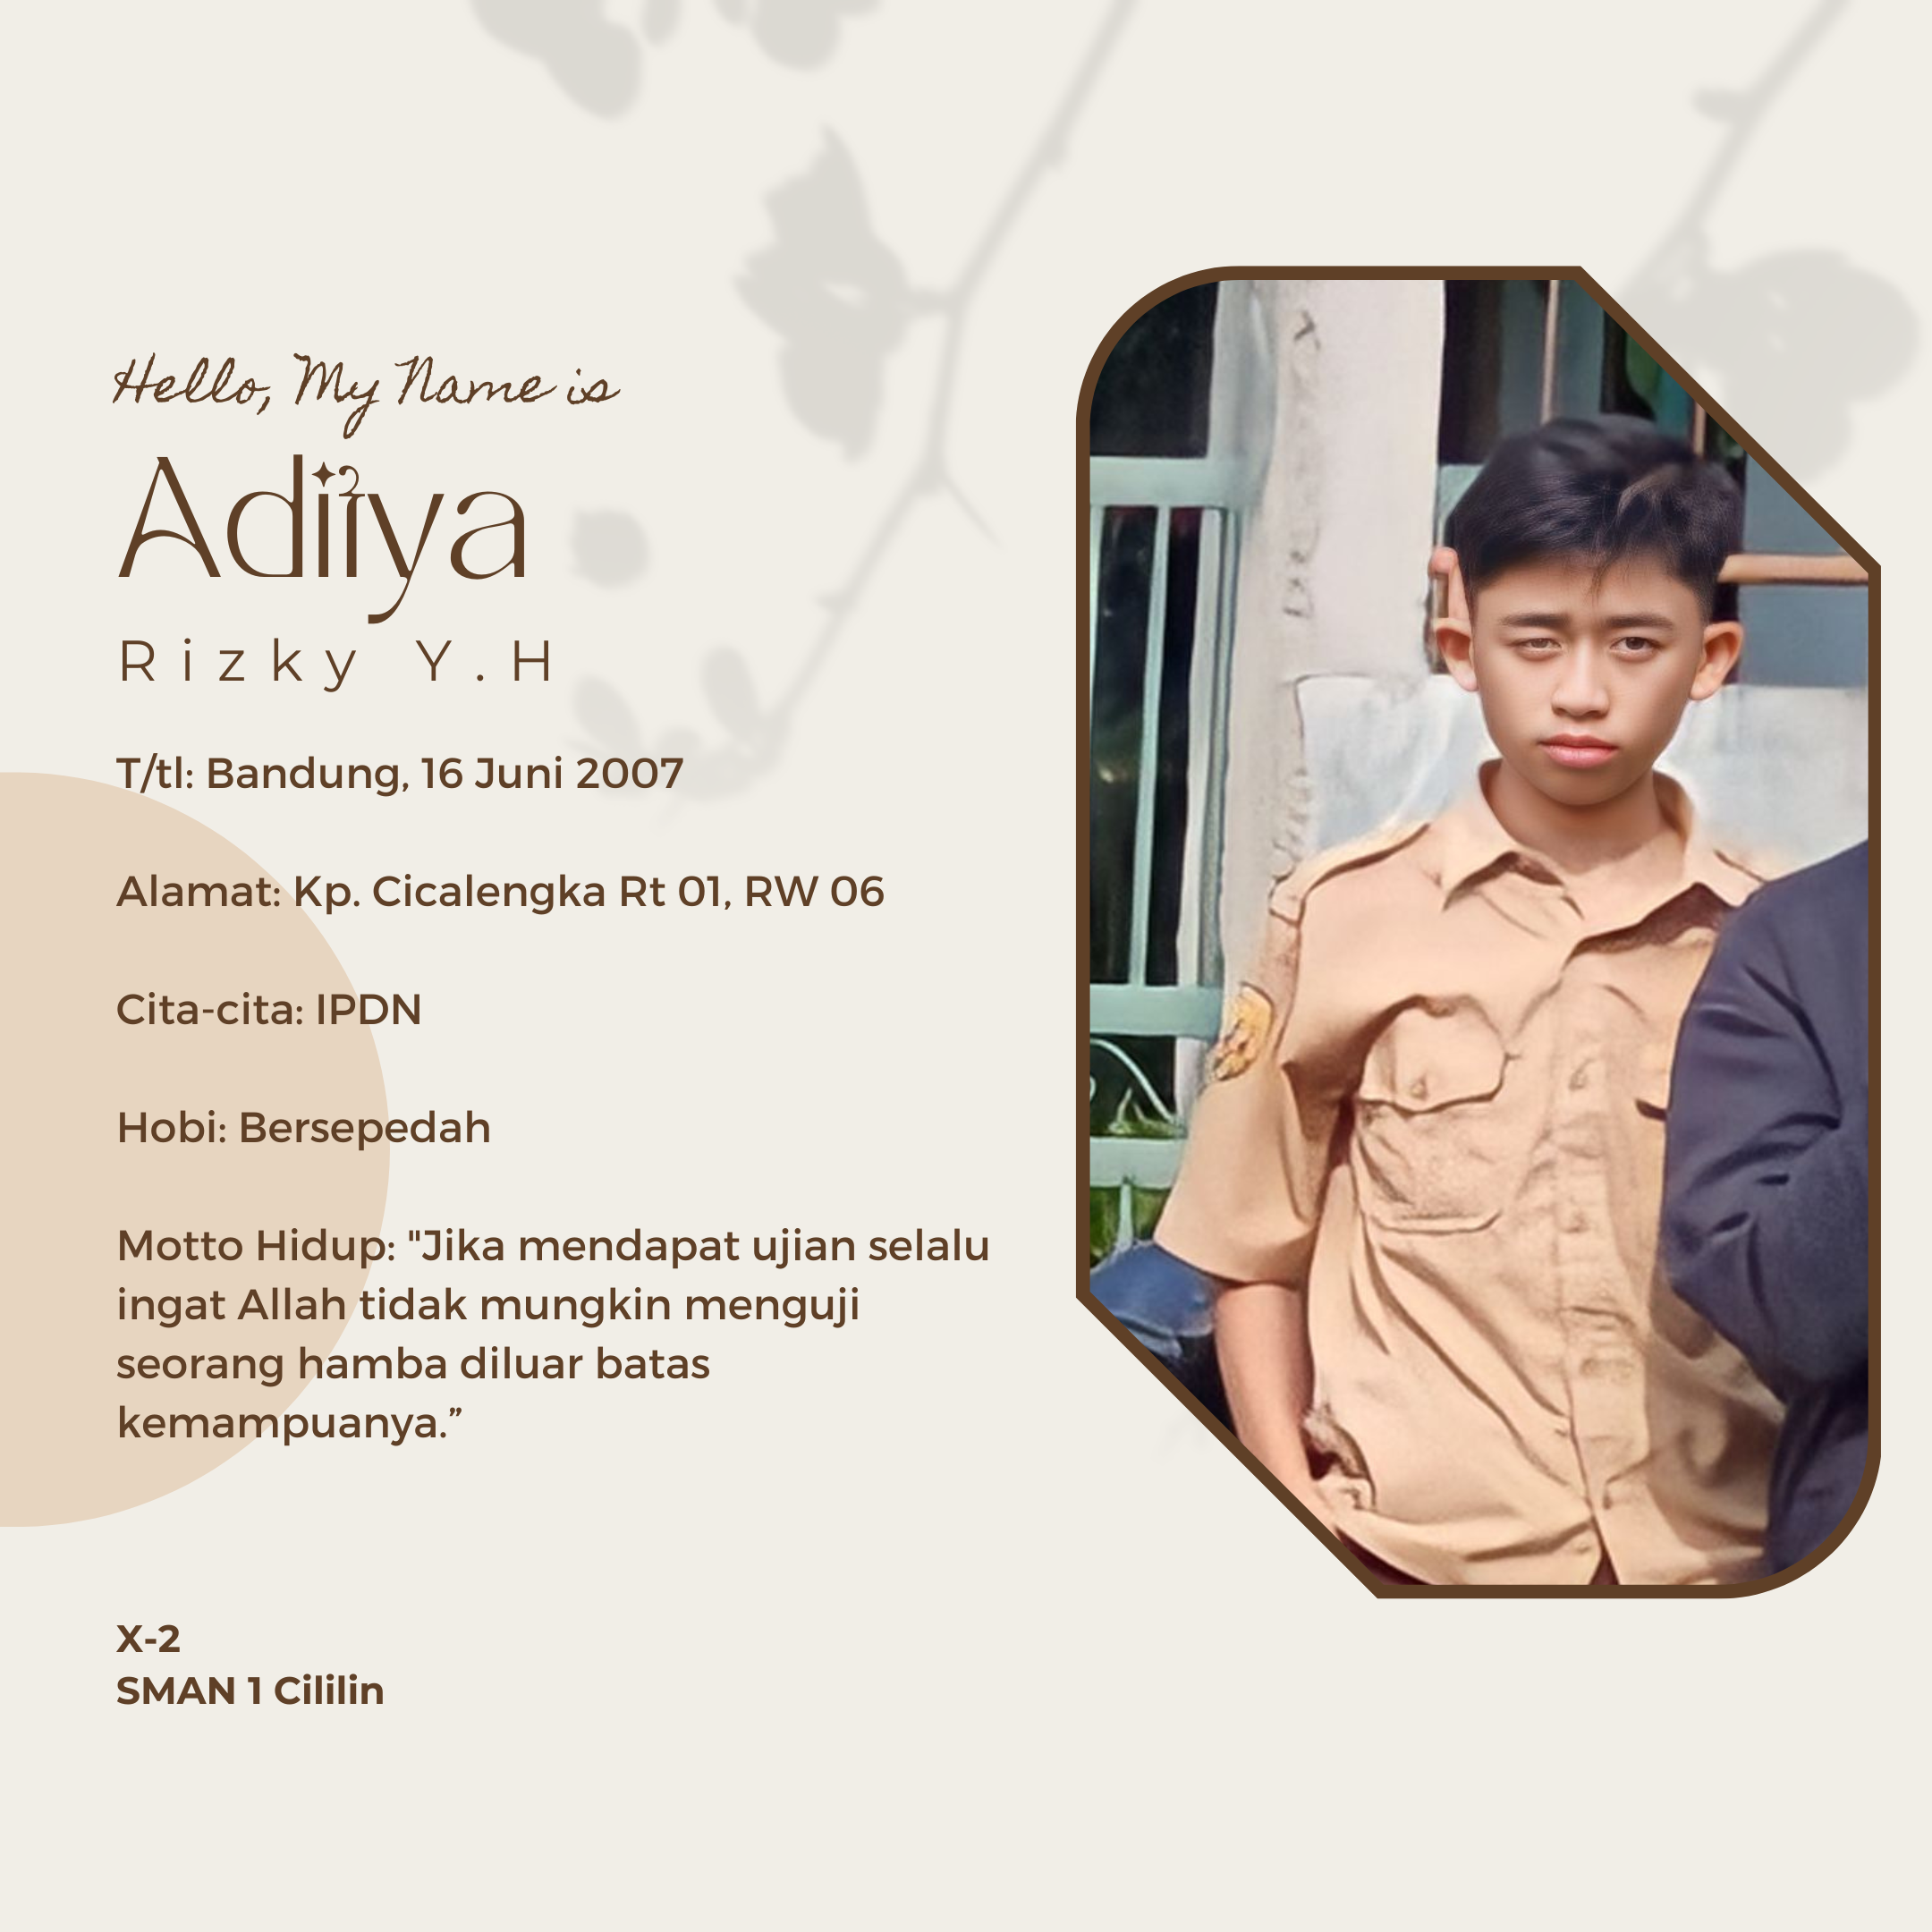 Hello, My Name is
Aditya
Rizky Y.H
T/tl: Bandung, 16 Juni 2007
Alamat: Kp. Cicalengka Rt 01, RW 06
Cita-cita: IPDN
Hobi: Bersepedah
Motto Hidup: "Jika mendapat ujian selalu
ingat Allah tidak mungkin menguji
seorang hamba diluar batas
kemampuanya.”
X-2
SMAN 1 Cililin